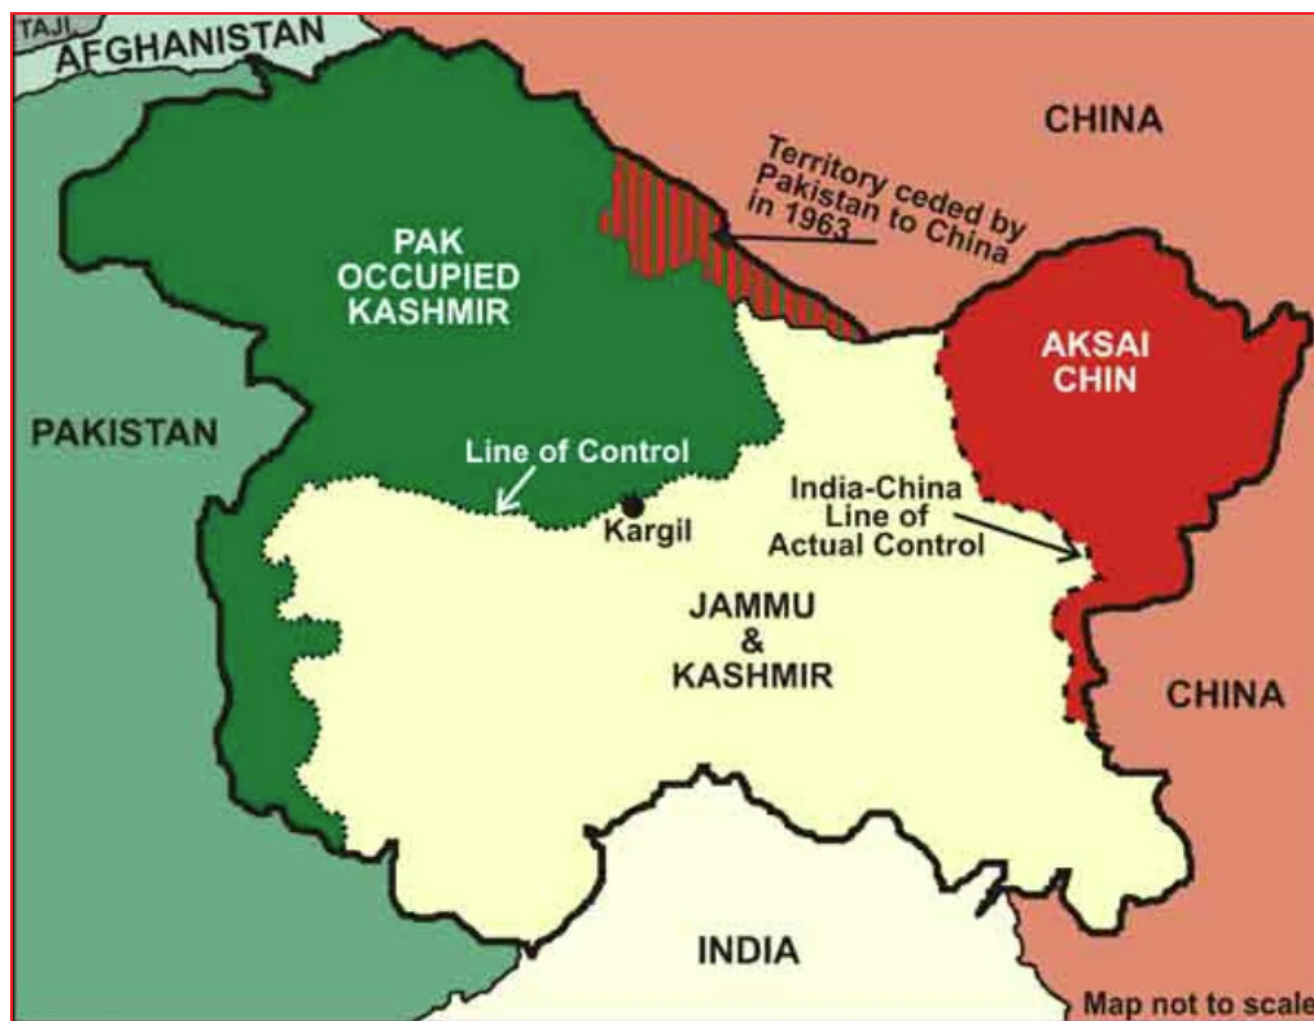 TAJI.
AFGHANISTAN
CHINA
Territory ceded by
Pakistan to China
in 1963
PAK
OCCUPIED
KASHMIR
AKSAI
CHIN
PAKISTAN
Line of Control
India-China
Line of
Actual Control
Kargil
JAMMU
&
KASHMIR
CHINA
INDIA
Map not to scale